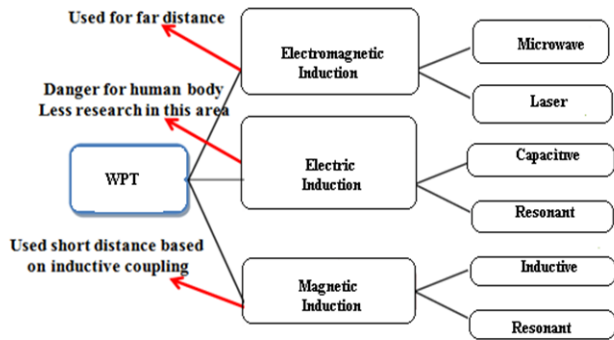 Used for far distance
Electromagnetic
Induction
Microwave
Laser
Danger for human body
Less research in this area
WPT
Electric
Induction
Capacitive
Resonant
Used short distance based
on inductive coupling
Magnetic
Induction
Inductive
Resonant